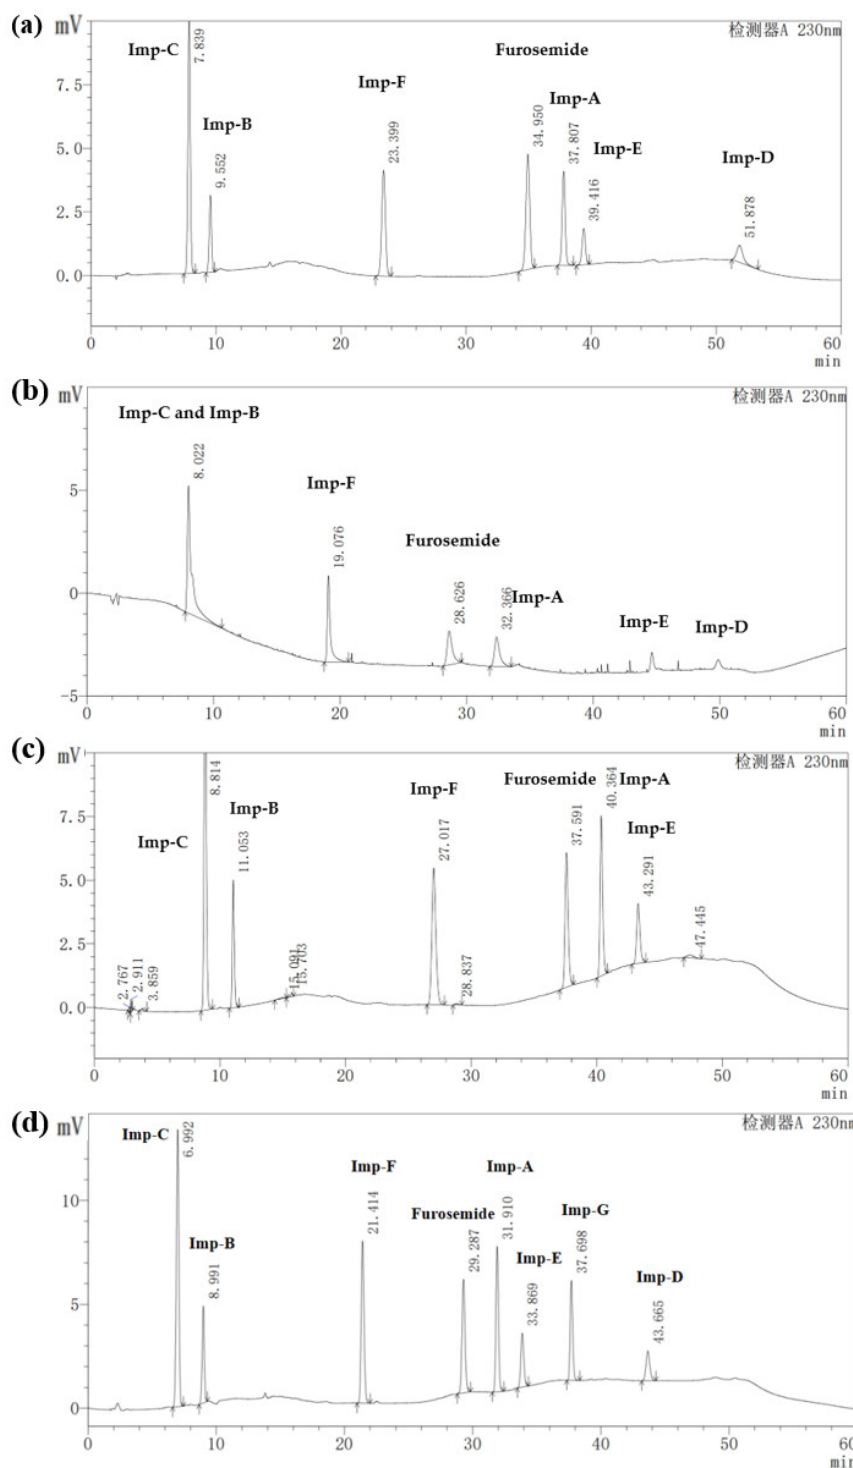 (a)
mV
检测器A 230nm
Imp-C
7.839
Imp-B
9.552
Imp-F
23.399
Furosemide
34.950
Imp-A
37.807
Imp-E
39.416
Imp-D
51.878
7.5
5.0
2.5
0.0
0 10 20 30 40 50 60
min
(b)
mV
检测器A 230nm
Imp-C and Imp-B
8.022
Imp-F
19.076
Furosemide
28.626
Imp-A
32.366
Imp-E
Imp-D
5
0
-5
0 10 20 30 40 50 60
min
(c)
mV
检测器A 230nm
2.767
2.911
3.859
Imp-C
8.814
Imp-B
11.053
15.091
15.703
Imp-F
27.017
28.837
Furosemide
37.591
Imp-A
40.364
Imp-E
43.291
47.445
7.5
5.0
2.5
0.0
0 10 20 30 40 50 60
min
(d)
mV
检测器A 230nm
Imp-C
6.992
Imp-B
8.991
Imp-F
21.414
Furosemide
29.287
Imp-A
31.910
Imp-E
33.869
Imp-G
37.698
Imp-D
43.665
10
5
0
0 10 20 30 40 50 60
min